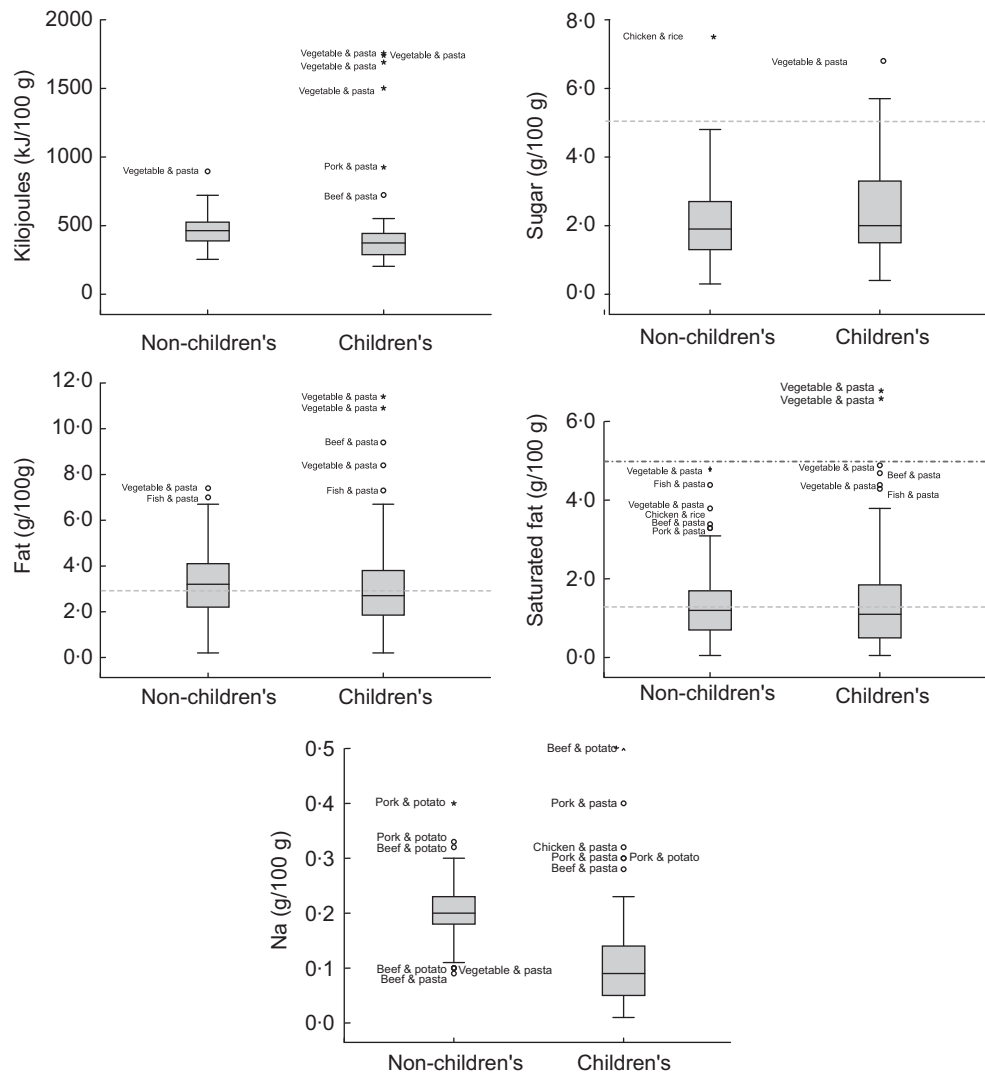 2000
1500
1000
500
0
Kilojoules (kJ/100 g)
Vegetable & pasta
Vegetable & pasta
Vegetable & pasta
Vegetable & pasta
Vegetable & pasta
Pork & pasta
Beef & pasta
Non-children's
Children's
8·0
6·0
4·0
2·0
0·0
Sugar (g/100 g)
Chicken & rice
Vegetable & pasta
Non-children's
Children's
12·0
10·0
8·0
6·0
4·0
2·0
0·0
Fat (g/100g)
Vegetable & pasta
Fish & pasta
Vegetable & pasta
Vegetable & pasta
Beef & pasta
Vegetable & pasta
Fish & pasta
Non-children's
Children's
6·0
4·0
2·0
0·0
Saturated fat (g/100 g)
Vegetable & pasta
Fish & pasta
Vegetable & pasta
Chicken & rice
Beef & pasta
Pork & pasta
Vegetable & pasta
Vegetable & pasta
Vegetable & pasta
Beef & pasta
Vegetable & pasta
Fish & pasta
Non-children's
Children's
0·5
0·4
0·3
0·2
0·1
0·0
Na (g/100 g)
Pork & potato
Pork & potato
Beef & potato
Beef & potato
Vegetable & pasta
Beef & pasta
Beef & potato
Pork & pasta
Chicken & pasta
Pork & pasta
Pork & potato
Beef & pasta
Non-children's
Children's